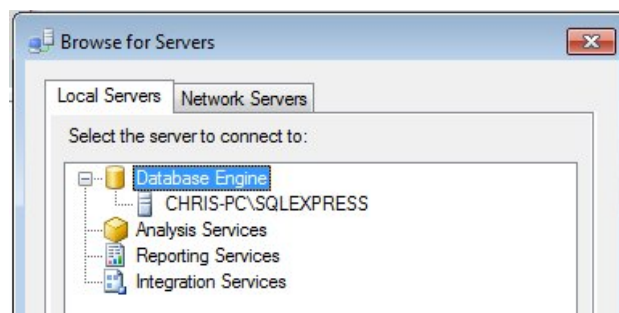 Browse for Servers
Local Servers Network Servers
Select the server to connect to:
Database Engine
CHRIS-PC\SQLEXPRESS
Analysis Services
Reporting Services
Integration Services